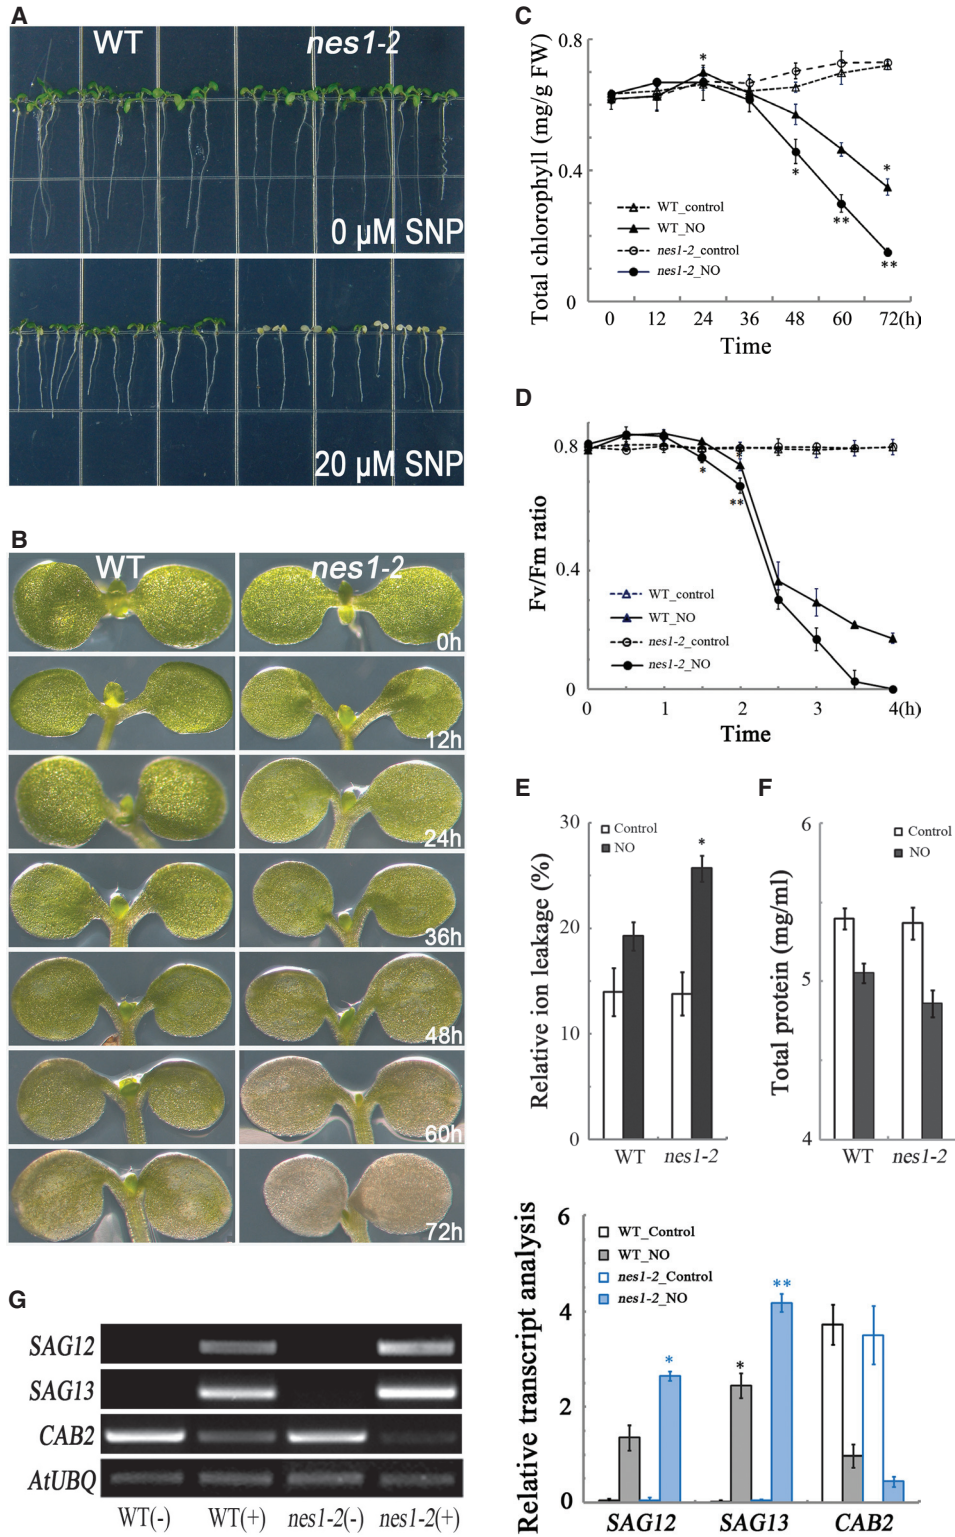 A
WT
nes1-2
0 µM SNP
20 µM SNP
B
WT
nes1-2
0h
12h
24h
36h
48h
60h
72h
C
Total chlorophyll (mg/g FW)
0.8
0.4
0
*
*
*
**
**
WT_control
WT_NO
nes1-2_control
nes1-2_NO
0 12 24 36 48 60 72(h)
Time
D
Fv/Fm ratio
0.8
0.4
0
*
*
**
WT_control
WT_NO
nes1-2_control
nes1-2_NO
0 1 2 3 4(h)
Time
E
Relative ion leakage (%)
30
20
10
0
Control
NO
*
WT nes1-2
F
Total protein (mg/ml)
6
5
4
Control
NO
WT nes1-2
G
SAG12
SAG13
CAB2
AtUBQ
WT(-) WT(+) nes1-2(-) nes1-2(+)
Relative transcript analysis
6
4
2
0
WT_Control
WT_NO
nes1-2_Control
nes1-2_NO
*
*
**
SAG12 SAG13 CAB2